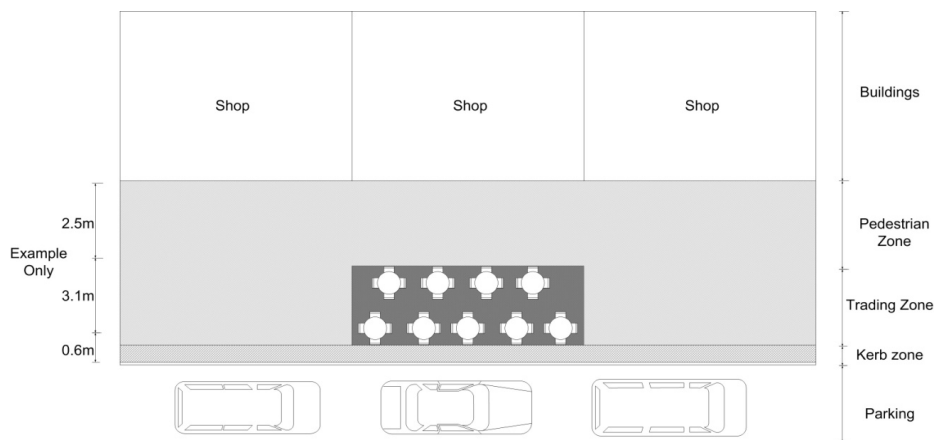 Shop
Shop
Shop
Buildings
2.5m
Pedestrian
Zone
Example
Only
3.1m
Trading Zone
0.6m
Kerb zone
Parking